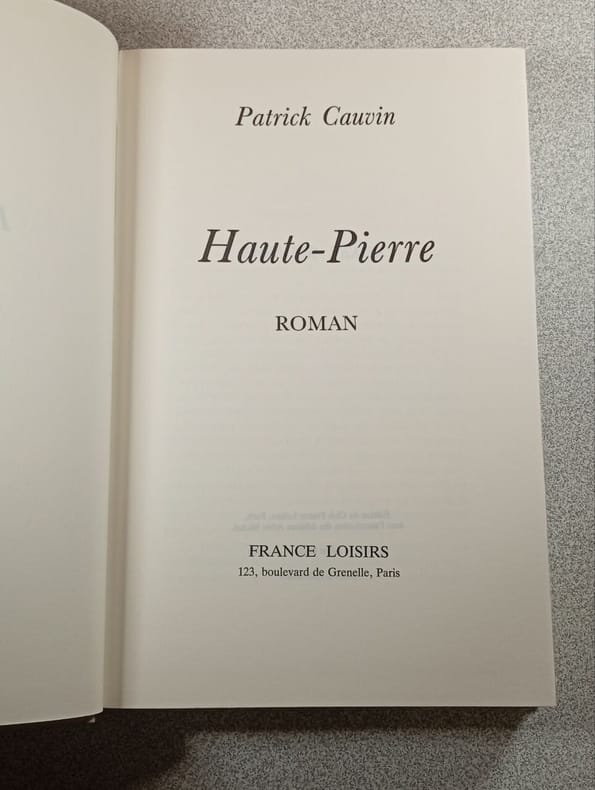 Patrick Cauvin
Haute-Pierre
ROMAN
FRANCE LOISIRS
123, boulevard de Grenelle, Paris